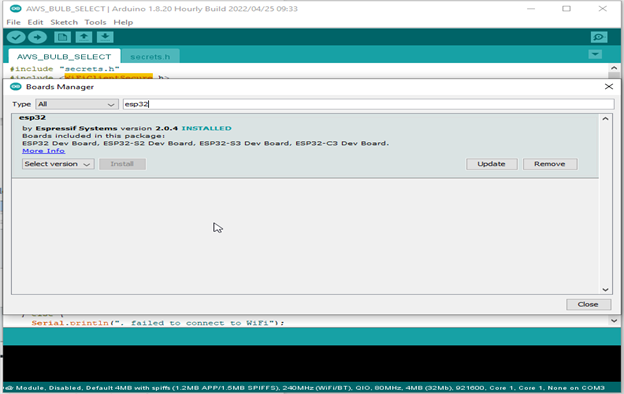 AWS_BULB_SELECT | Arduino 1.8.20 Hourly Build 2022/04/25 09:33
File Edit Sketch Tools Help
AWS_BULB_SELECT secrets.h
#include "secrets.h"
#include <WiFiClientSecure.h>
Boards Manager
Type All esp32
esp32
by Espressif Systems version 2.0.4 INSTALLED
Boards included in this package:
ESP32 Dev Board, ESP32-S2 Dev Board, ESP32-S3 Dev Board, ESP32-C3 Dev Board.
More Info
Select version Install Update Remove
Close
} else {
Serial.println(". failed to connect to WiFi");
Module, Disabled, Default 4MB with spiffs (1.2MB APP/1.5MB SPIFFS), 240MHz (WiFi/BT), QIO, 80MHz, 4MB (32Mb), 921600, Core 1, Core 1, None on COM3